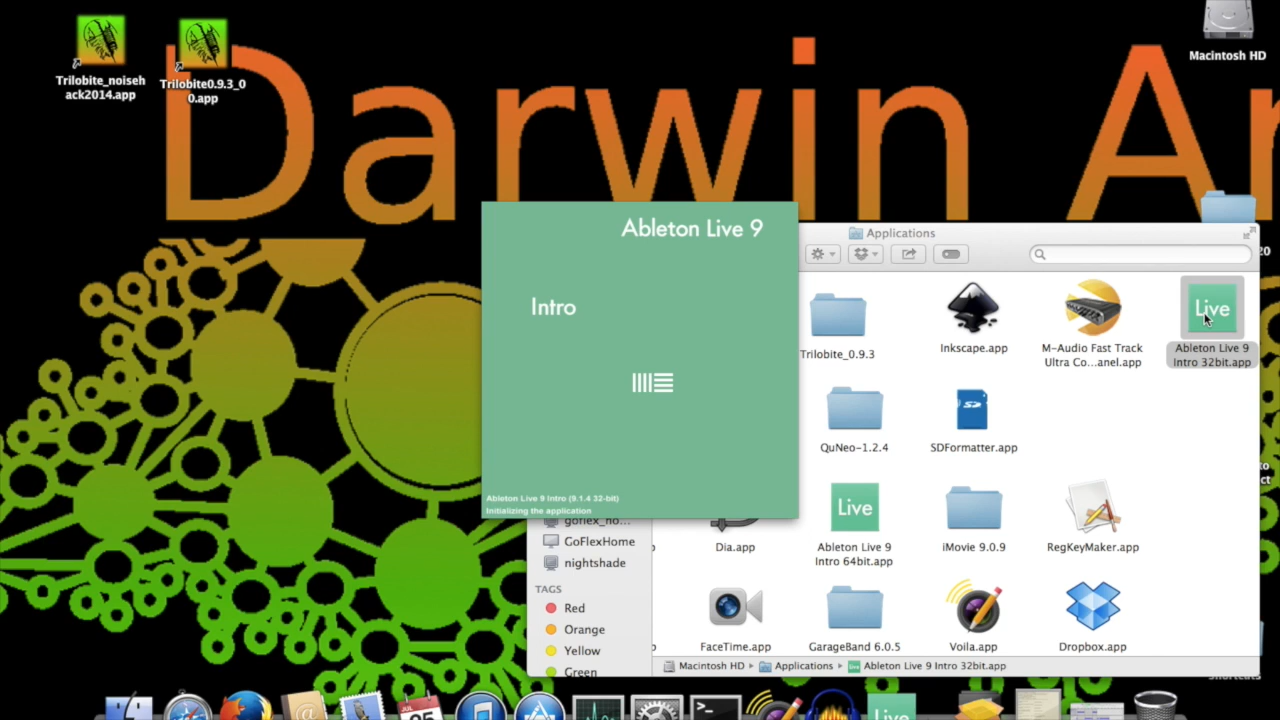 Trilobite_noiseh
ack2014.app
Trilobite0.9.3_0
0.app
Macintosh HD
Darwin Ar
Ableton Live 9
Intro
Ableton Live 9 Intro (9.1.4 32-bit)
Initializing the application
Applications
Trilobite_0.9.3
Inkscape.app
M-Audio Fast Track
Ultra Co...anel.app
Live
Ableton Live 9
Intro 32bit.app
QuNeo-1.2.4
SDFormatter.app
Dia.app
Live
Ableton Live 9
Intro 64bit.app
iMovie 9.0.9
RegKeyMaker.app
goflex_ho...
GoFlexHome
nightshade
TAGS
Red
Orange
Yellow
Green
FaceTime.app
GarageBand 6.0.5
Voila.app
Dropbox.app
Macintosh HD
Applications
Ableton Live 9 Intro 32bit.app
JUL
Live